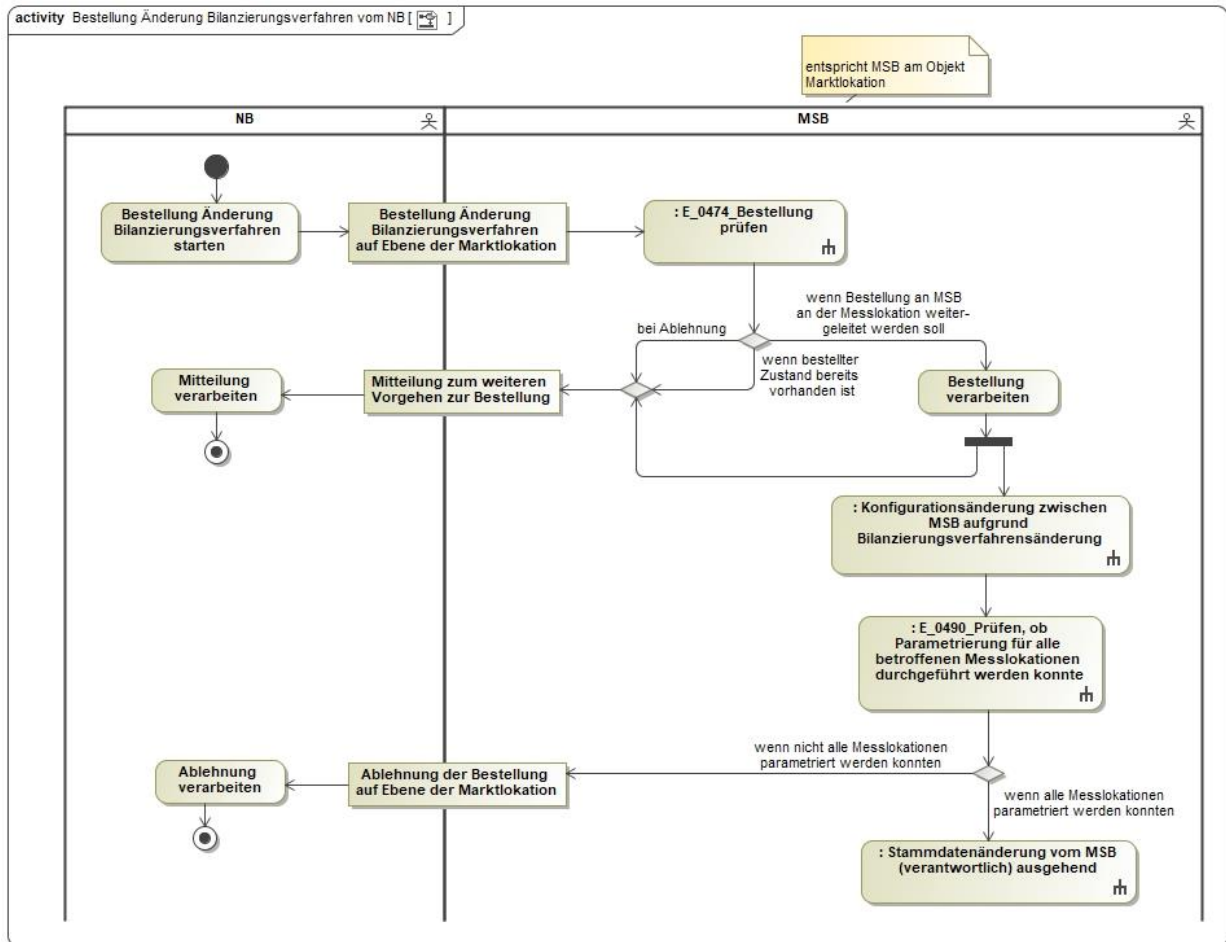 activity Bestellung Änderung Bilanzierungsverfahren vom NB [ ]
entspricht MSB am Objekt
Marktlokation
NB
MSB
Bestellung Änderung
Bilanzierungsverfahren
starten
Bestellung Änderung
Bilanzierungsverfahren
auf Ebene der Marktlokation
: E_0474_Bestellung
prüfen
wenn Bestellung an MSB
an der Messlokation weiter-
geleitet werden soll
bei Ablehnung
wenn bestellter
Zustand bereits
vorhanden ist
Mitteilung
verarbeiten
Mitteilung zum weiteren
Vorgehen zur Bestellung
Bestellung
verarbeiten
: Konfigurationsänderung zwischen
MSB aufgrund
Bilanzierungsverfahrensänderung
: E_0490_Prüfen, ob
Parametrierung für alle
betroffenen Messlokationen
durchgeführt werden konnte
wenn nicht alle Messlokationen
parametriert werden konnten
Ablehnung
verarbeiten
Ablehnung der Bestellung
auf Ebene der Marktlokation
wenn alle Messlokationen
parametriert werden konnten
: Stammdatenänderung vom MSB
(verantwortlich) ausgehend